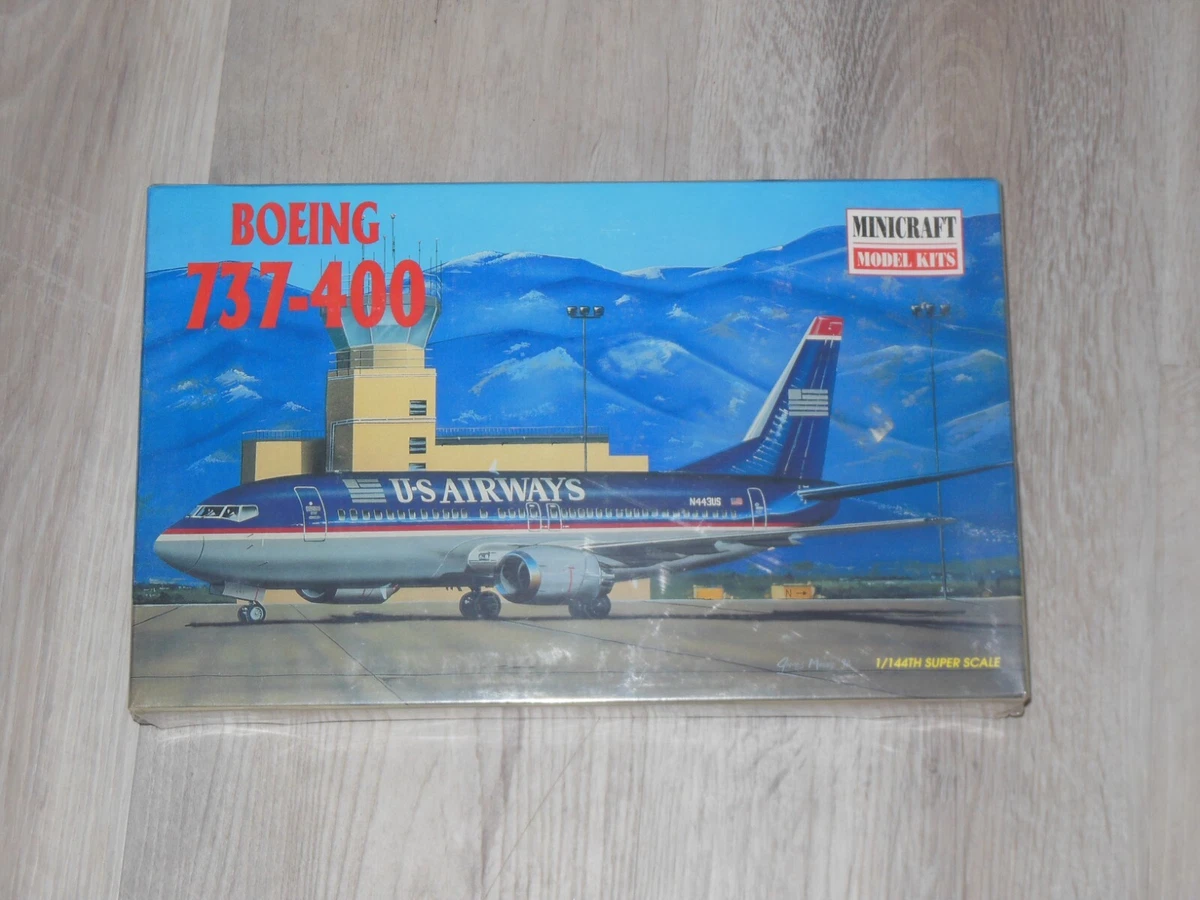 BOEING
737-400
MINICRAFT
MODEL KITS
U·S AIRWAYS
N443US
N→
1/144TH SUPER SCALE